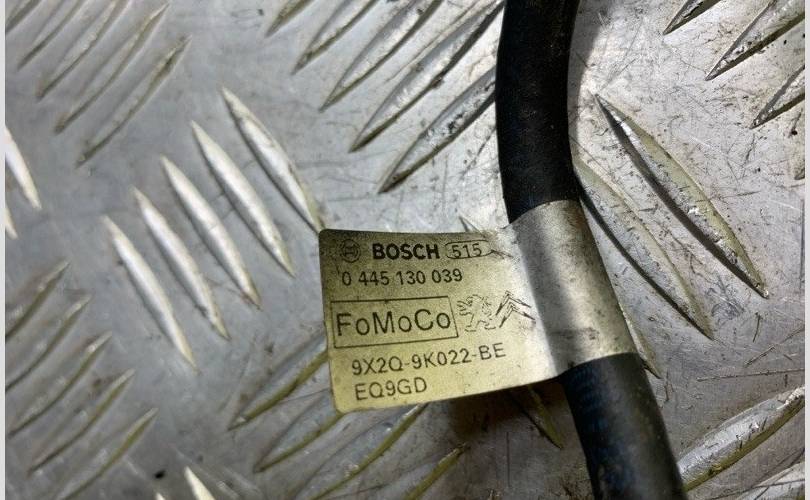 BOSCH 515
0 445 130 039
FoMoCo
9X2Q-9K022-BE
EQ9GD